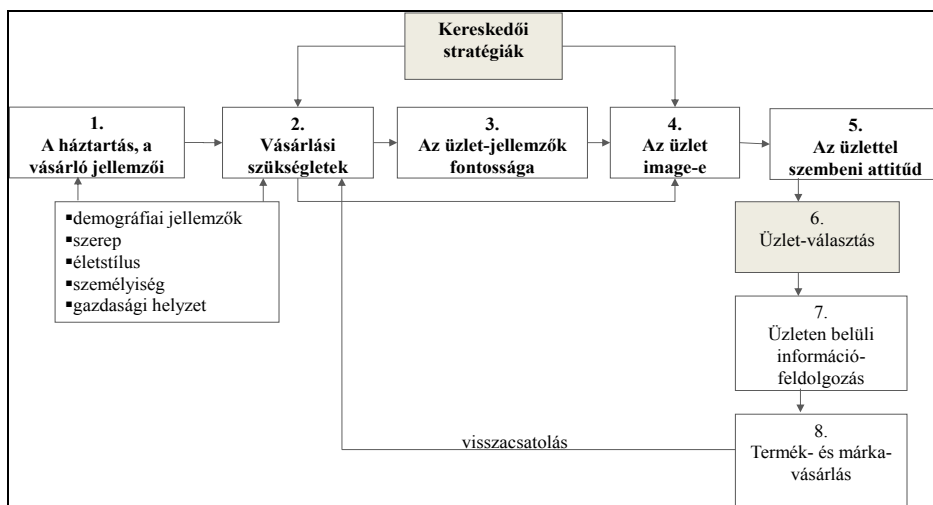 Kereskedői
stratégiák
1.
A háztartás, a
vásárló jellemzői
2.
Vásárlási
szükségletek
3.
Az üzlet-jellemzők
fontossága
4.
Az üzlet
image-e
5.
Az üzlettel
szembeni attitűd
▪demográfiai jellemzők
▪szerep
▪életstílus
▪személyiség
▪gazdasági helyzet
6.
Üzlet-választás
7.
Üzleten belüli
információ-
feldolgozás
8.
Termék- és márka-
vásárlás
visszacsatolás